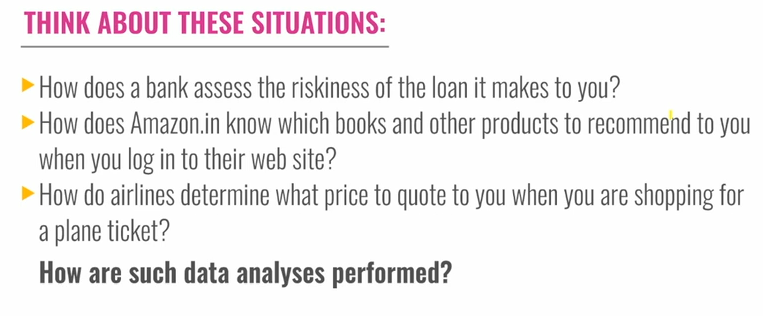 THINK ABOUT THESE SITUATIONS:
How does a bank assess the riskiness of the loan it makes to you?
How does Amazon.in know which books and other products to recommend to you
when you log in to their web site?
How do airlines determine what price to quote to you when you are shopping for
a plane ticket?
How are such data analyses performed?